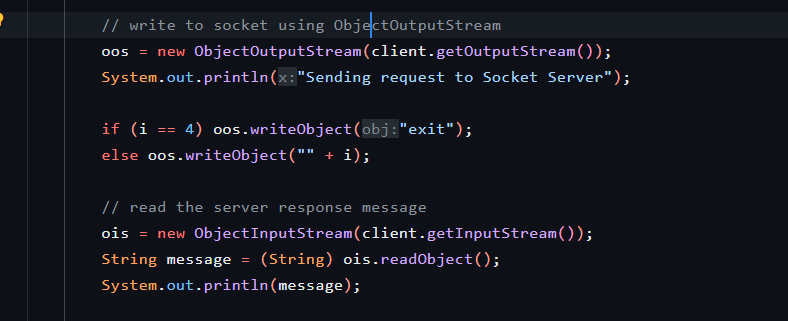 // write to socket using ObjectOutputStream
oos = new ObjectOutputStream(client.getOutputStream());
System.out.println(x:"Sending request to Socket Server");
if (i == 4) oos.writeObject(obj:"exit");
else oos.writeObject("" + i);
// read the server response message
ois = new ObjectInputStream(client.getInputStream());
String message = (String) ois.readObject();
System.out.println(message);